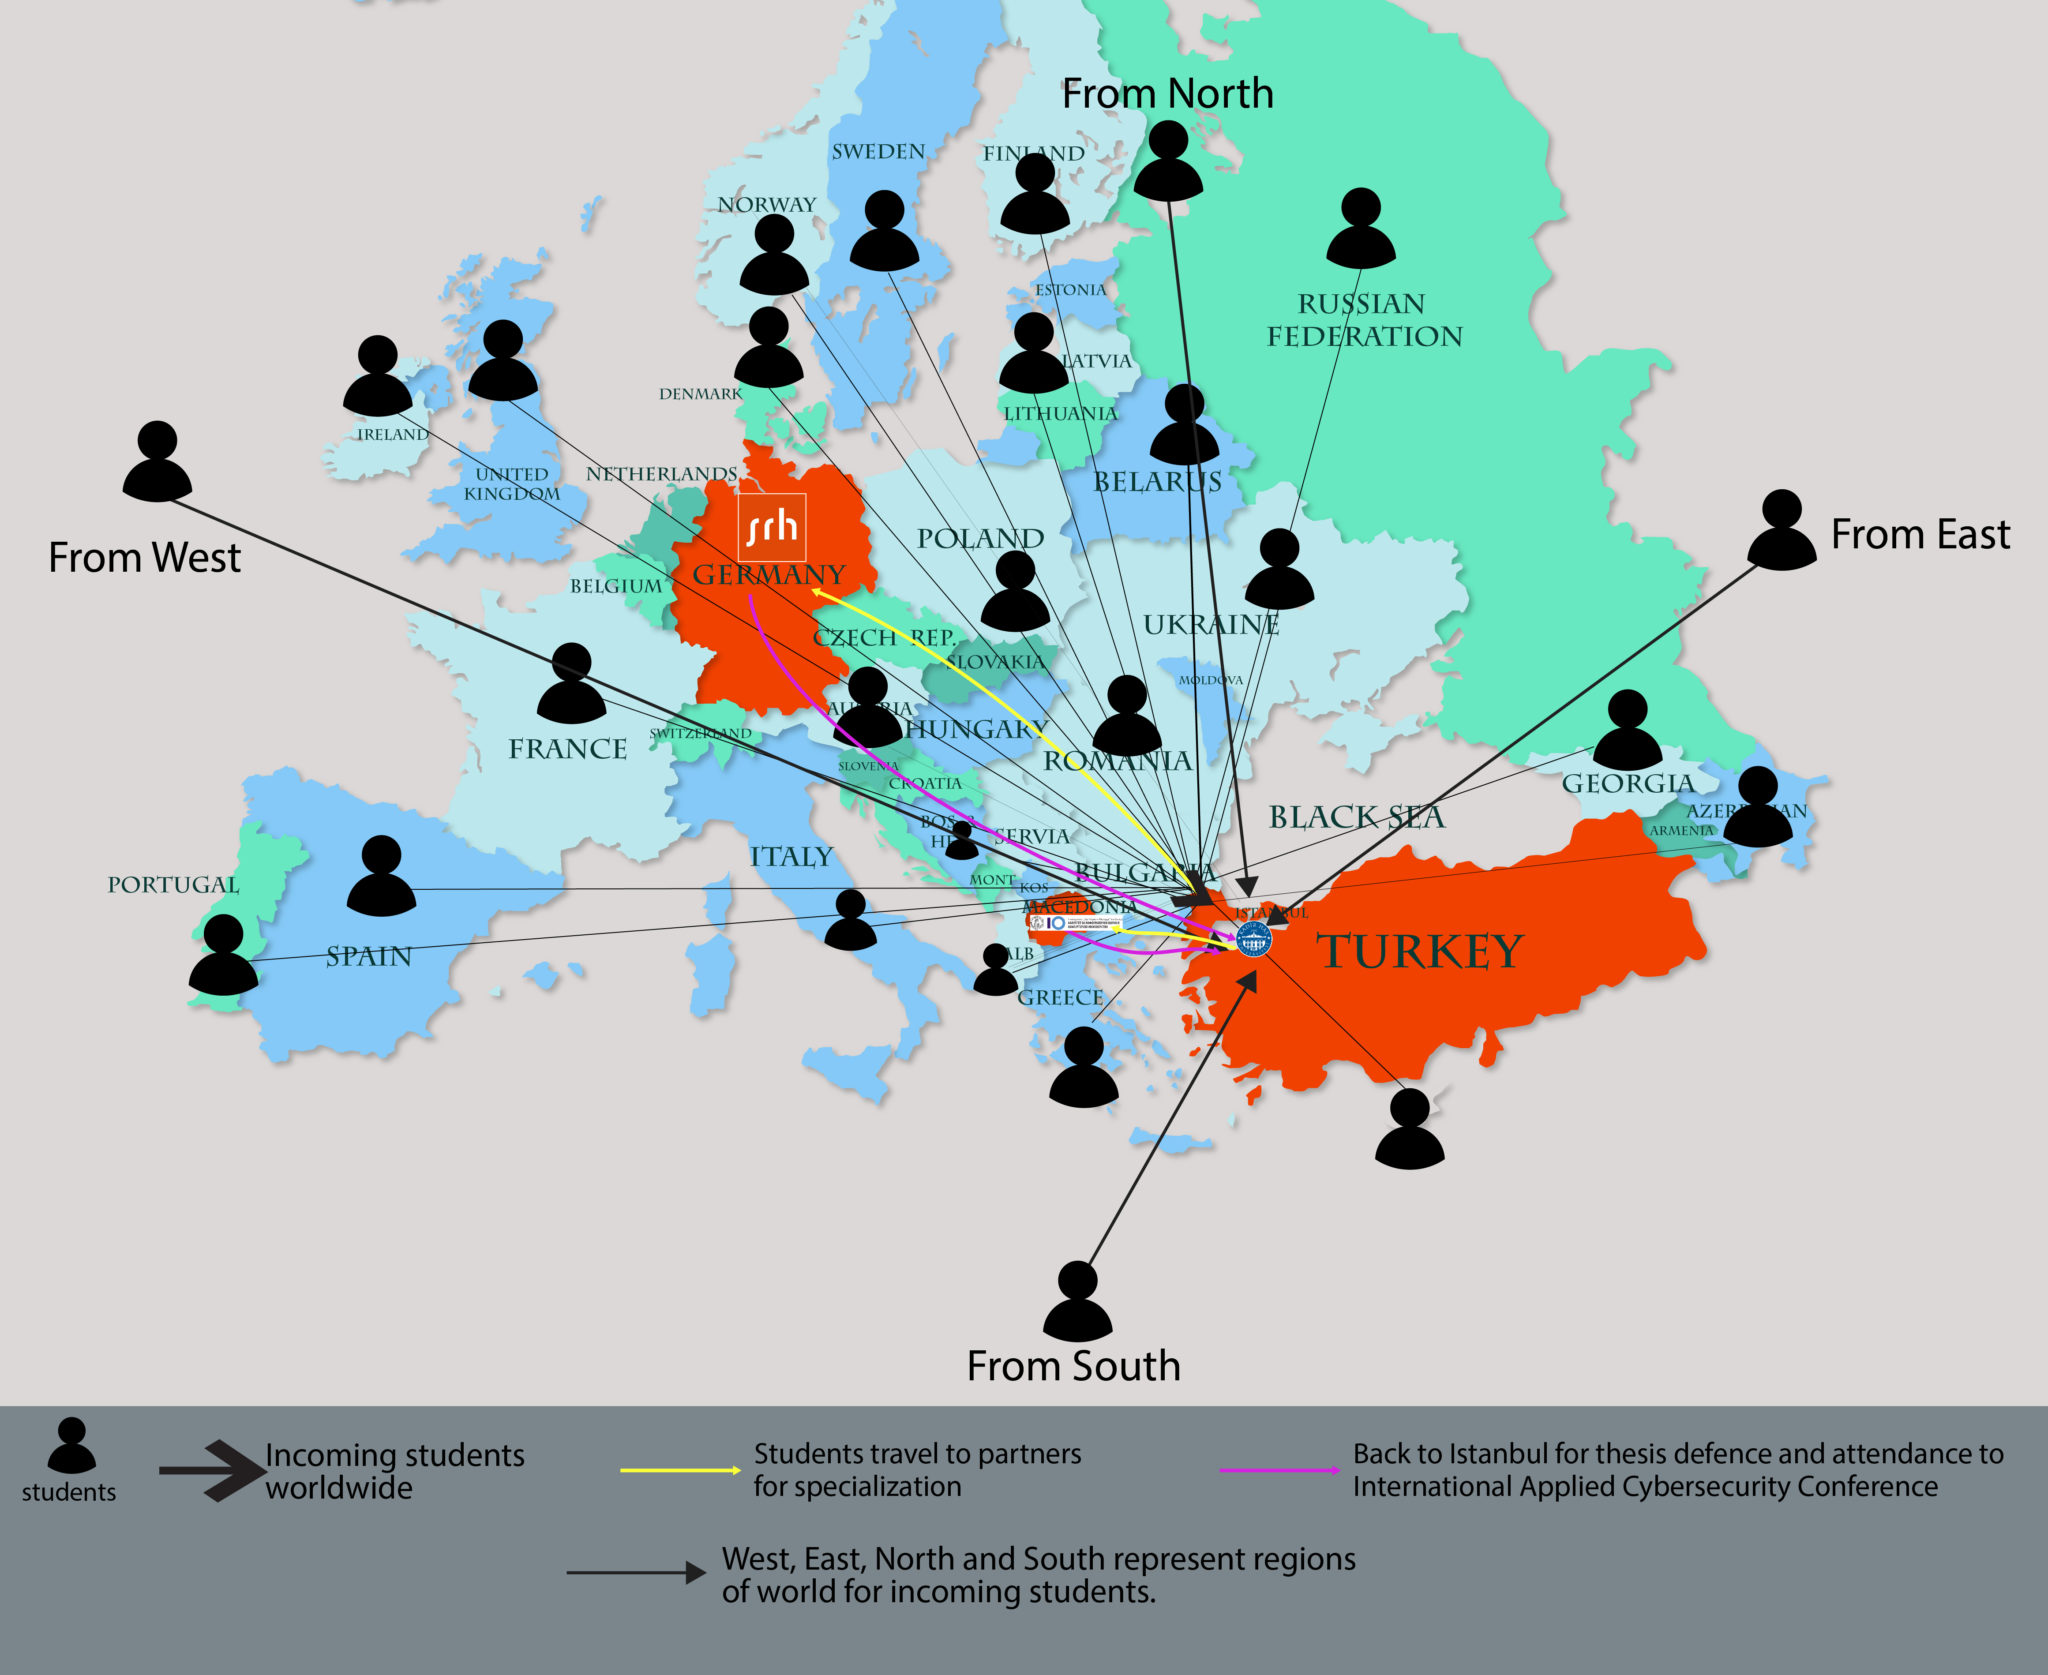 From North
SWEDEN
FINLAND
NORWAY
ESTONIA
RUSSIAN
FEDERATION
LATVIA
DENMARK
LITHUANIA
IRELAND
UNITED
KINGDOM
NETHERLANDS
BELARUS
From West
srh
POLAND
From East
GERMANY
BELGIUM
CZECH REP.
UKRAINE
SLOVAKIA
MOLDOVA
HUNGARY
SWITZERLAND
FRANCE
ROMANIA
SLOVENIA
CROATIA
GEORGIA
BLACK SEA
ARMENIA
SERVIA
ITALY
BULGARIA
PORTUGAL
MONT
KOS
MACEDONIA
ISTANBUL
IO
SPAIN
TURKEY
ALB
GREECE
From South
students
Incoming students
worldwide
Students travel to partners
for specialization
Back to Istanbul for thesis defence and attendance to
International Applied Cybersecurity Conference
West, East, North and South represent regions
of world for incoming students.